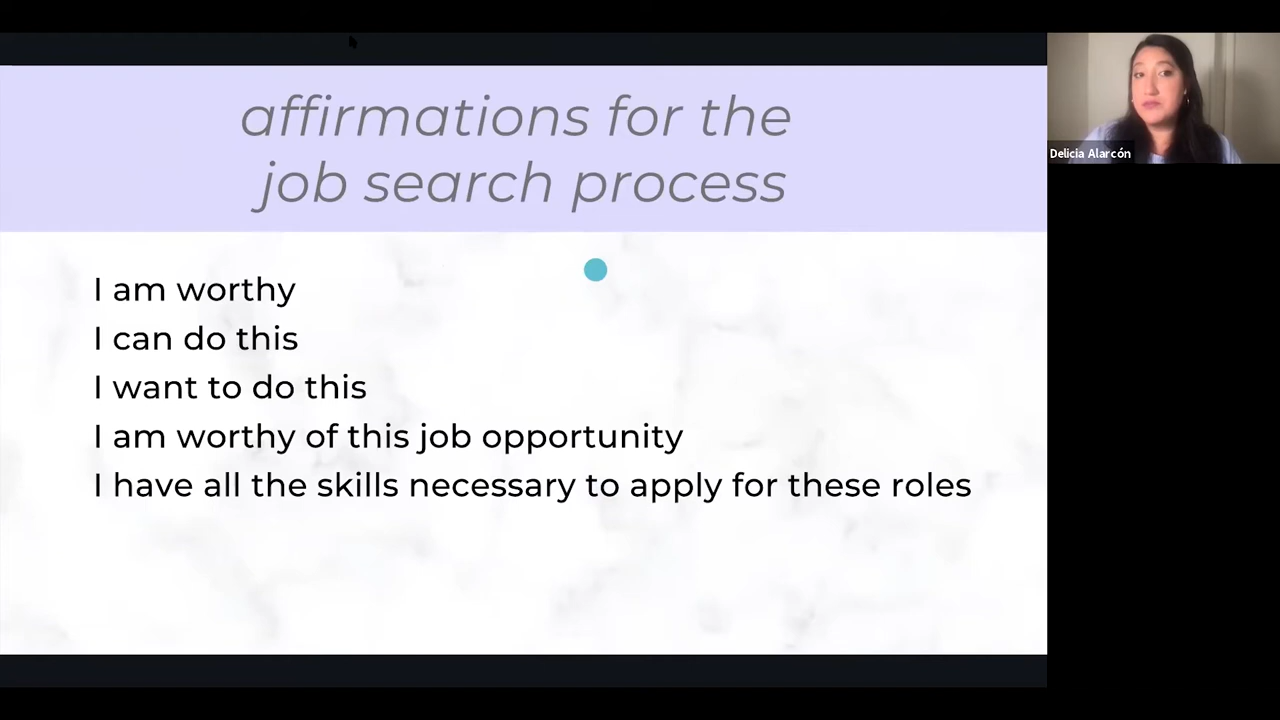 affirmations for the
job search process
I am worthy
I can do this
I want to do this
I am worthy of this job opportunity
I have all the skills necessary to apply for these roles
Delicia Alarcón